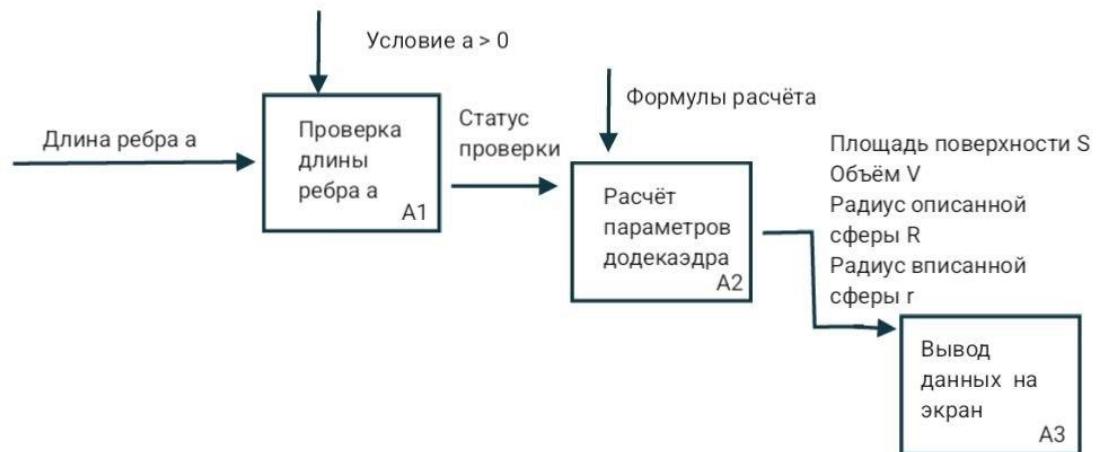 Условие a > 0
Длина ребра a
Проверка
длины
ребра a
A1
Статус
проверки
Формулы расчёта
Расчёт
параметров
додекаэдра
A2
Площадь поверхности S
Объём V
Радиус описанной
сферы R
Радиус вписанной
сферы r
Вывод
данных на
экран
A3